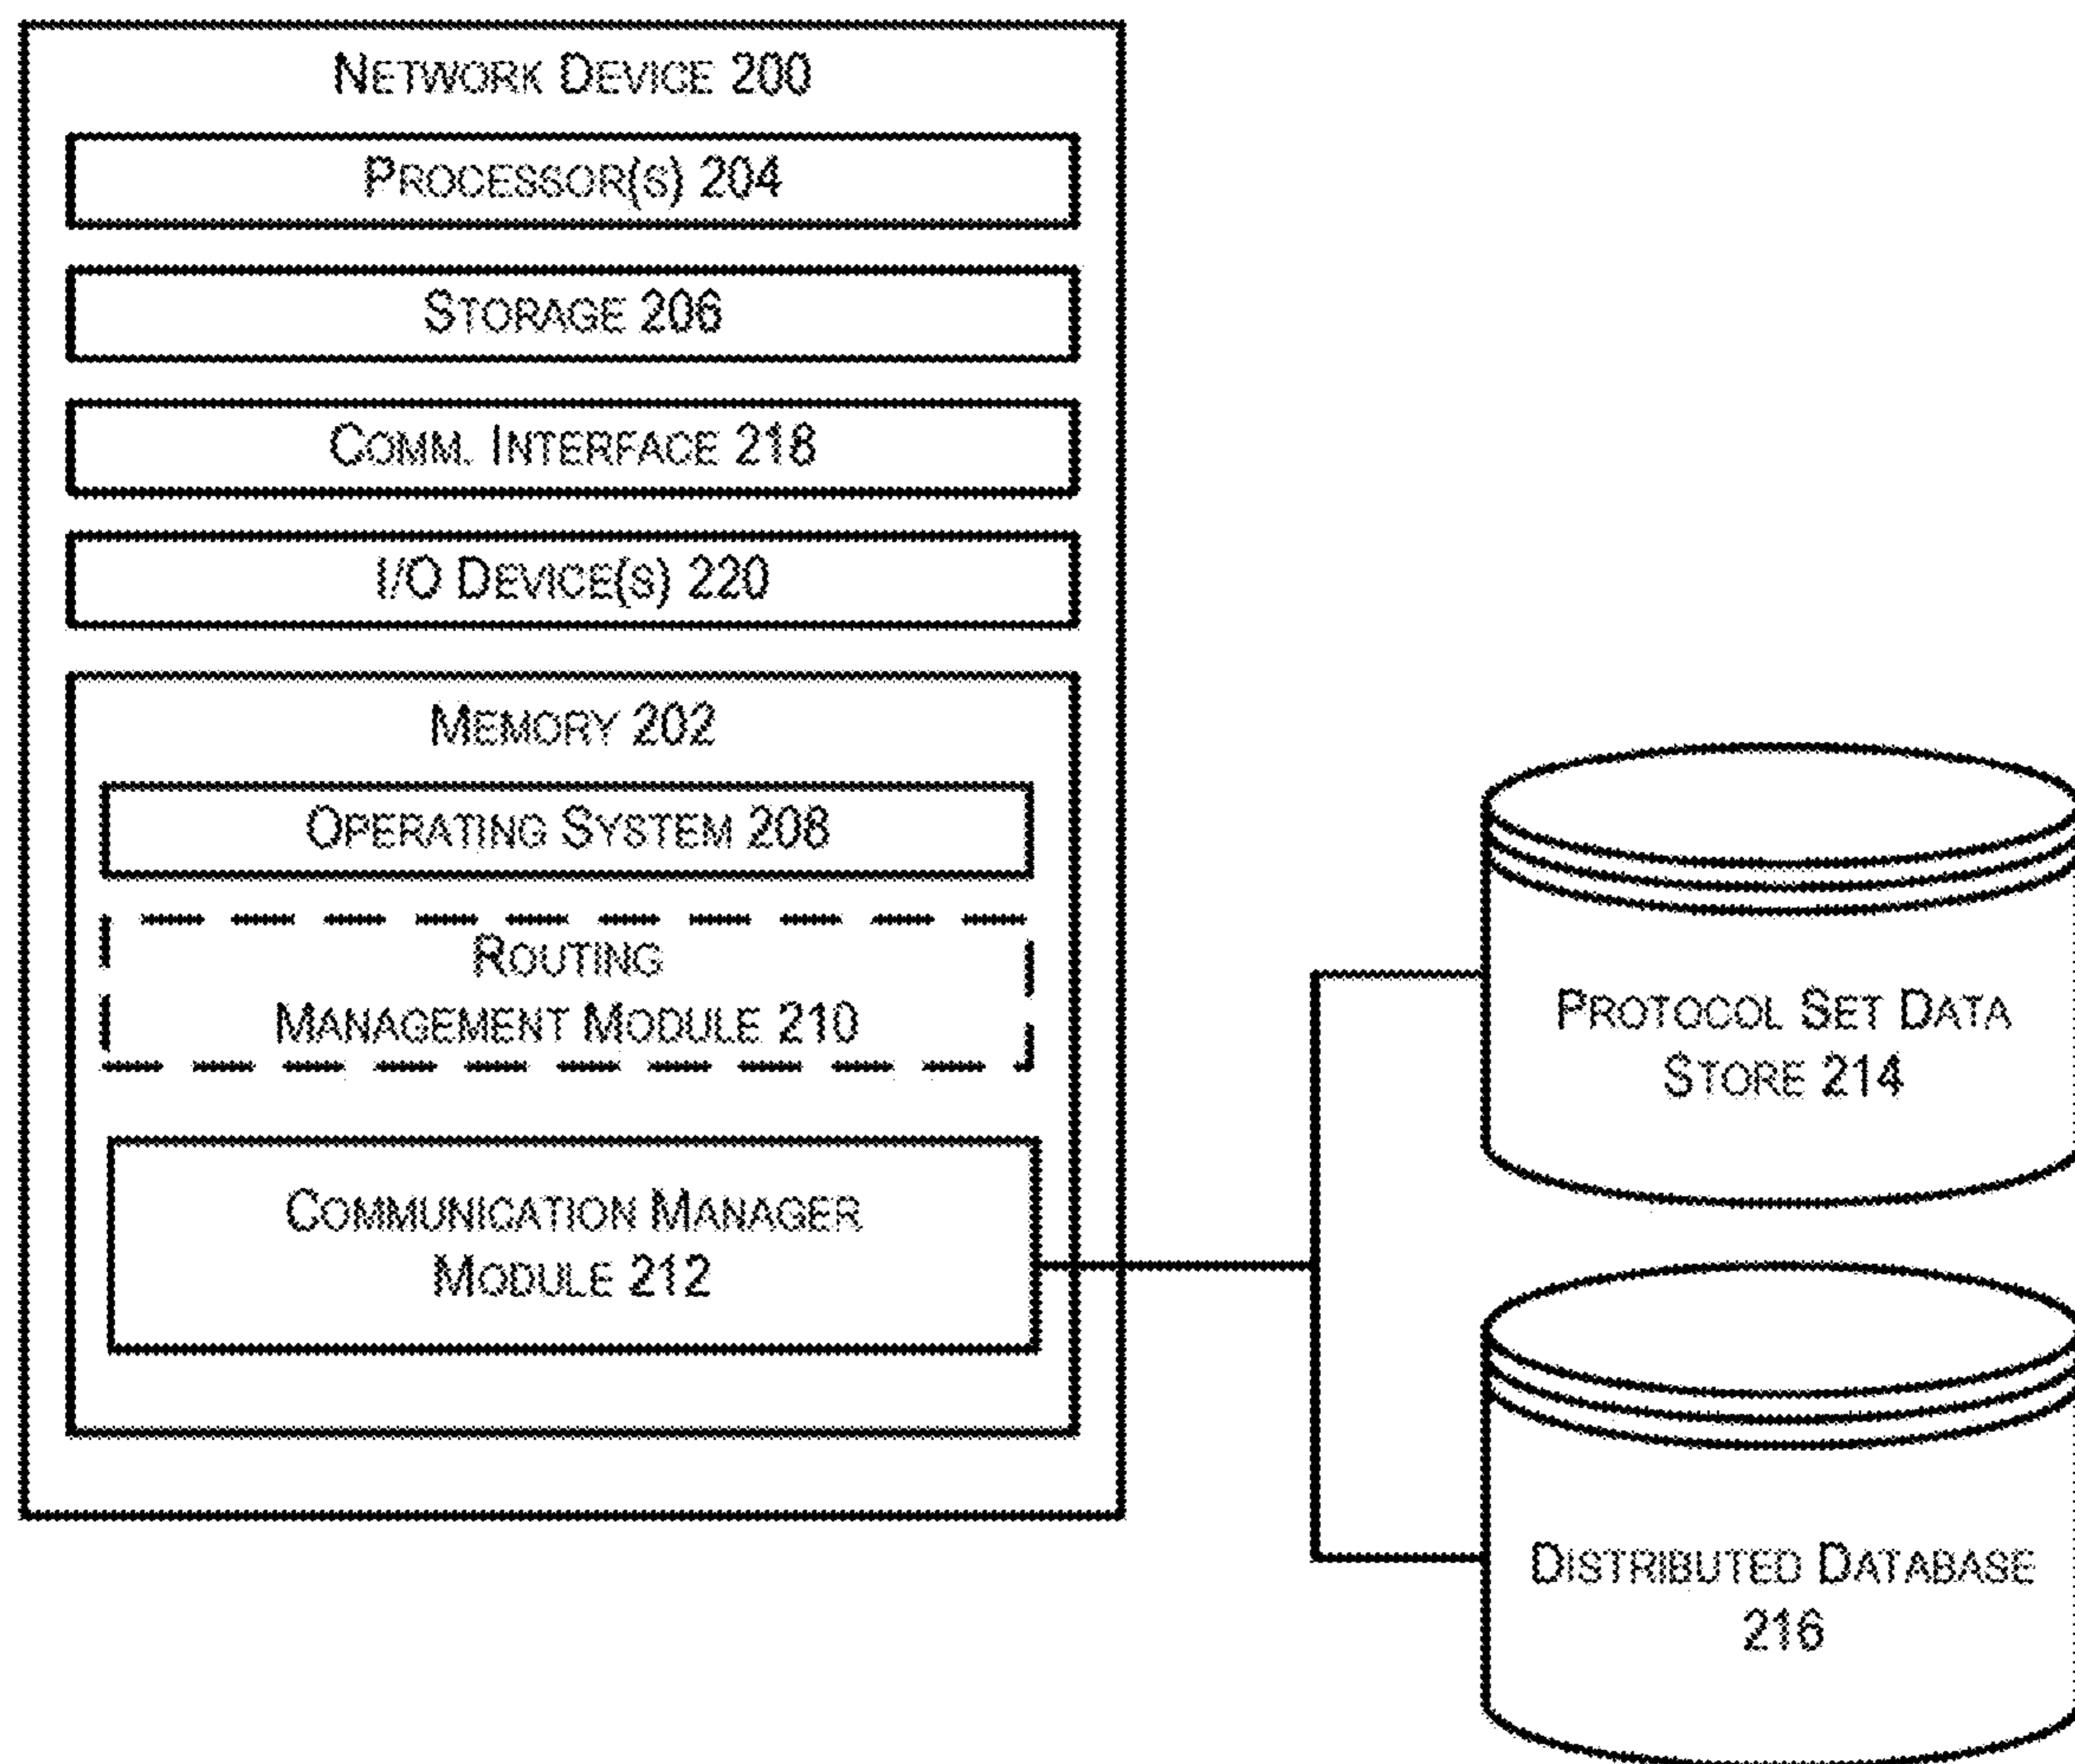 NETWORK DEVICE 200
PROCESSOR(S) 204
STORAGE 206
COMM. INTERFACE 218
I/O DEVICE(S) 220
MEMORY 202
OPERATING SYSTEM 208
ROUTING
MANAGEMENT MODULE 210
COMMUNICATION MANAGER
MODULE 212
PROTOCOL SET DATA
STORE 214
DISTRIBUTED DATABASE
216